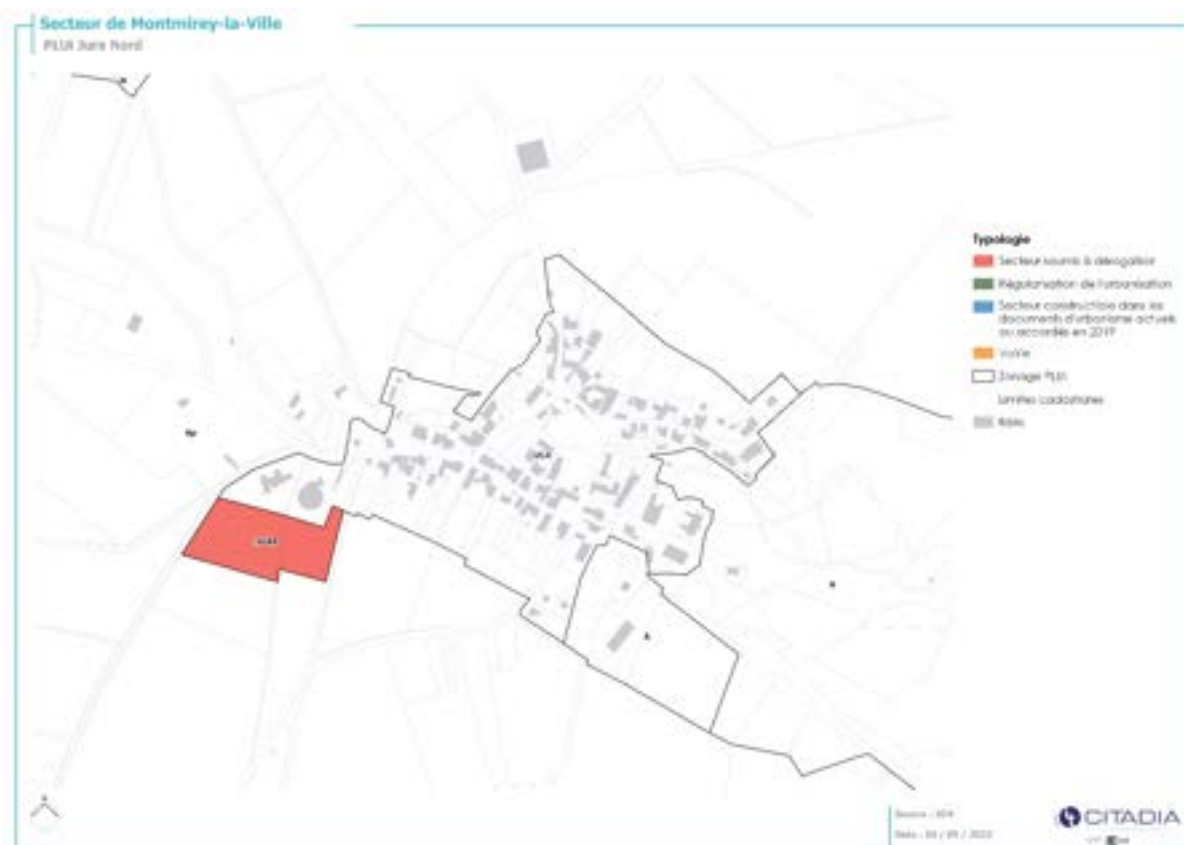 Secteur de Montmirey-la-Ville
PLUi Jura Nord
Typologie
Secteur soumis à dérogation
Régularisation de l'urbanisation
Secteur constructible dans les
documents d'urbanisme actuels
ou accordés en 2019
Voirie
Zonage PLUi
Limites cadastrales
Bâtis
A
N
CITADIA